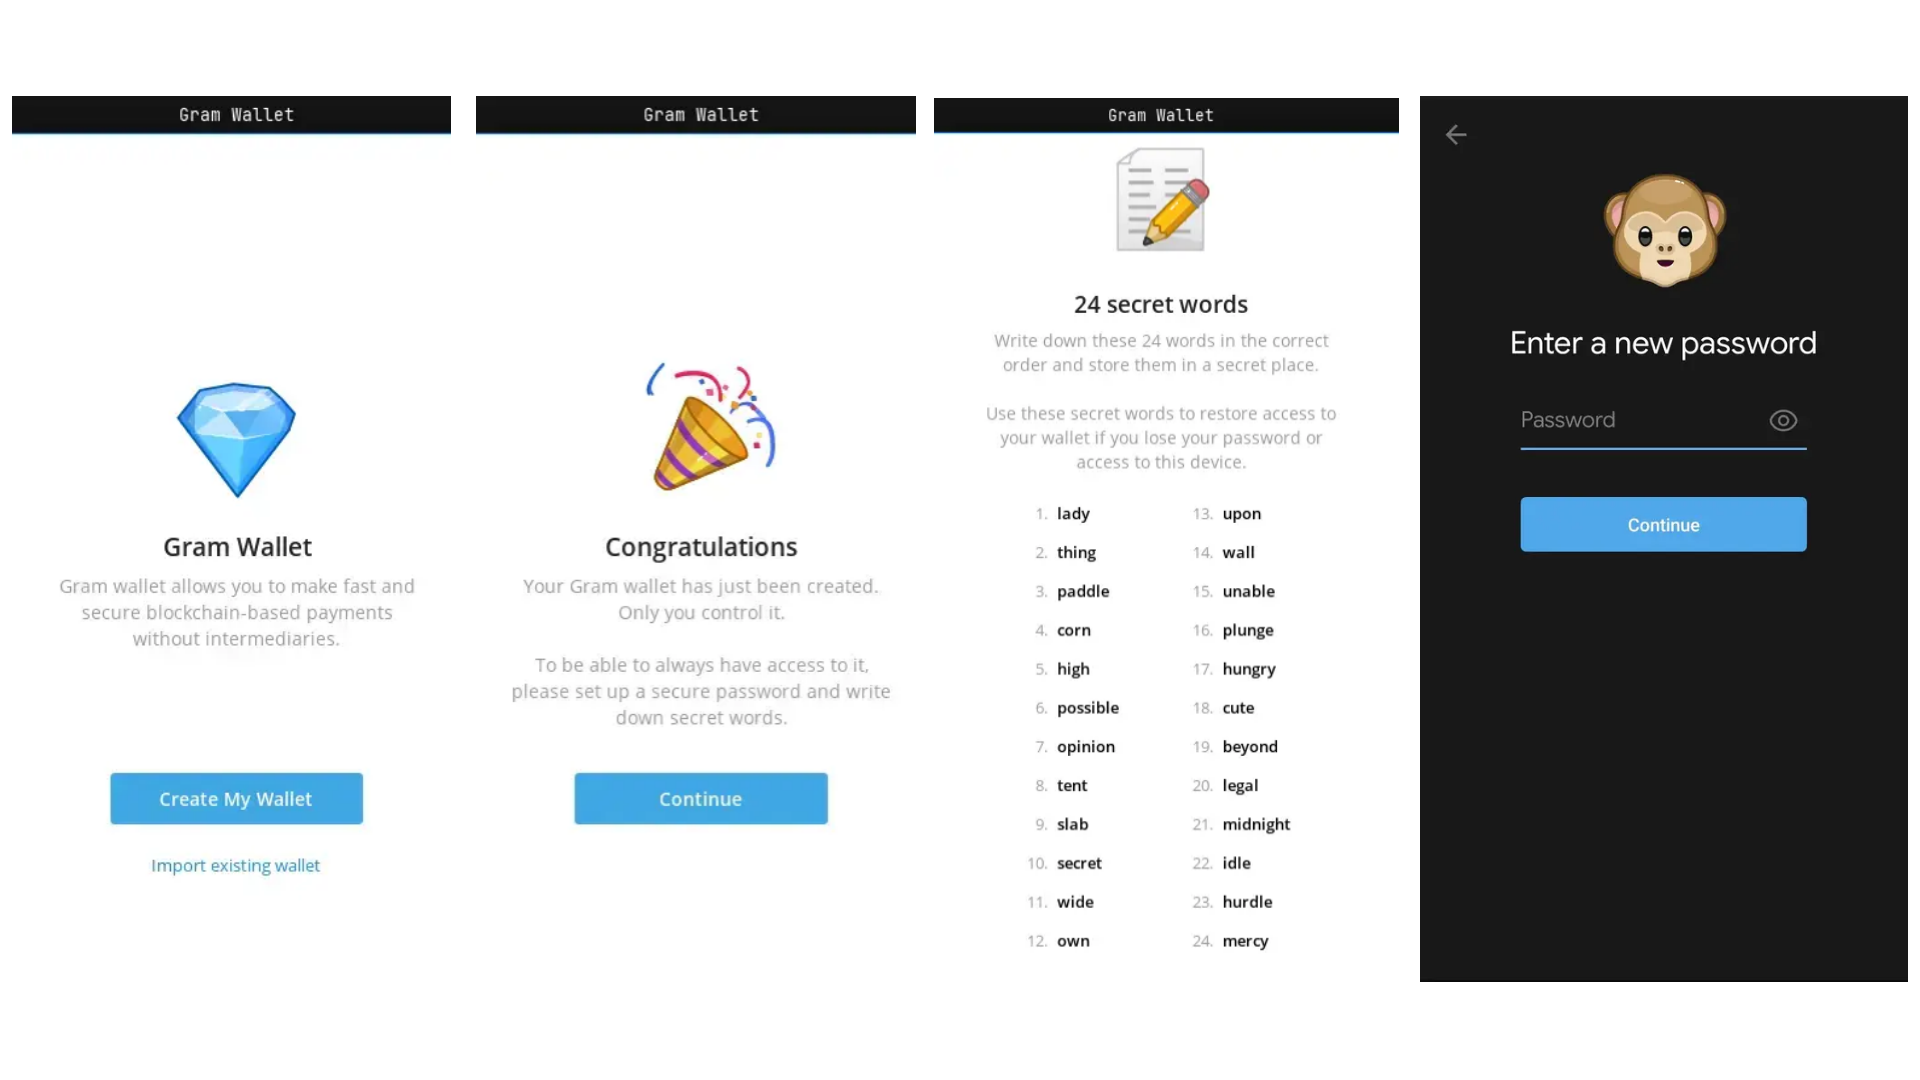 Gram Wallet
Gram Wallet
Gram wallet allows you to make fast and
secure blockchain-based payments
without intermediaries.
Create My Wallet
Import existing wallet
Gram Wallet
Congratulations
Your Gram wallet has just been created.
Only you control it.
To be able to always have access to it,
please set up a secure password and write
down secret words.
Continue
Gram Wallet
24 secret words
Write down these 24 words in the correct
order and store them in a secret place.
Use these secret words to restore access to
your wallet if you lose your password or
access to this device.
1. lady
2. thing
3. paddle
4. corn
5. high
6. possible
7. opinion
8. tent
9. slab
10. secret
11. wide
12. own
13. upon
14. wall
15. unable
16. plunge
17. hungry
18. cute
19. beyond
20. legal
21. midnight
22. idle
23. hurdle
24. mercy
Enter a new password
Password
Continue